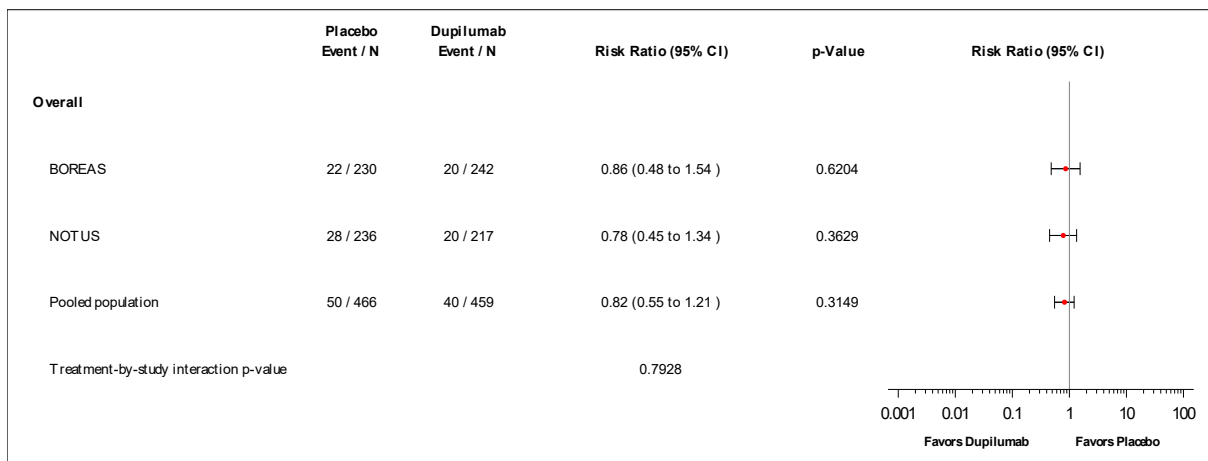 Placebo Dupilumab
Event / N Event / N Risk Ratio (95% CI) p-Value Risk Ratio (95% CI)
Overall
BOREAS 22 / 230 20 / 242 0.86 (0.48 to 1.54 ) 0.6204
NOTUS 28 / 236 20 / 217 0.78 (0.45 to 1.34 ) 0.3629
Pooled population 50 / 466 40 / 459 0.82 (0.55 to 1.21 ) 0.3149
Treatment-by-study interaction p-value 0.7928
0.001 0.01 0.1 1 10 100
Favors Dupilumab Favors Placebo